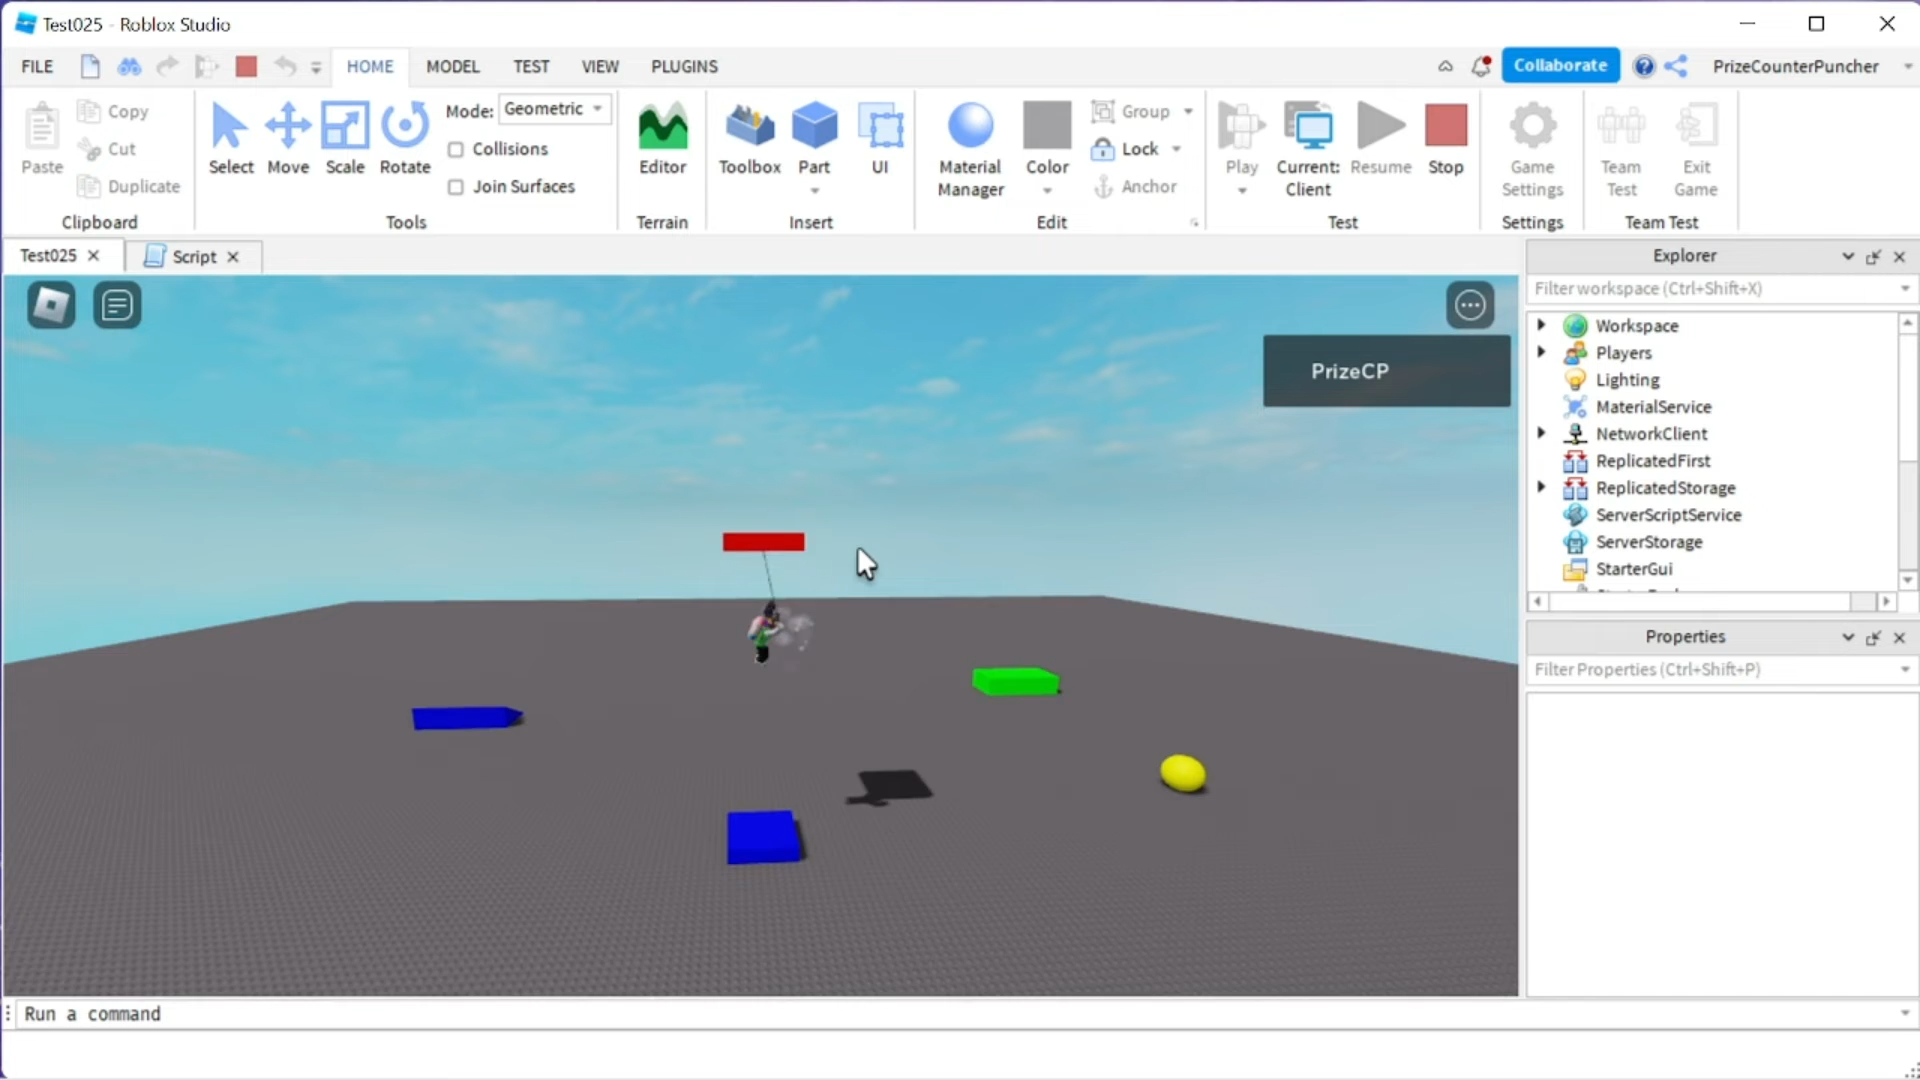 Test025 - Roblox Studio
FILE HOME MODEL TEST VIEW PLUGINS Collaborate ? PrizeCounterPuncher
Paste Copy Cut Duplicate
Clipboard
Select Move Scale Rotate Mode: Geometric
Collisions
Join Surfaces
Tools
Editor
Terrain
Toolbox Part UI
Insert
Material Manager Color Group Lock Anchor
Edit
Play Current: Client Resume Stop
Test
Game Settings
Settings
Team Test Exit Game
Team Test
Test025 Script
PrizeCP
Explorer
Filter workspace (Ctrl+Shift+X)
Workspace
Players
Lighting
MaterialService
NetworkClient
ReplicatedFirst
ReplicatedStorage
ServerScriptService
ServerStorage
StarterGui
Properties
Filter Properties (Ctrl+Shift+P)
Run a command